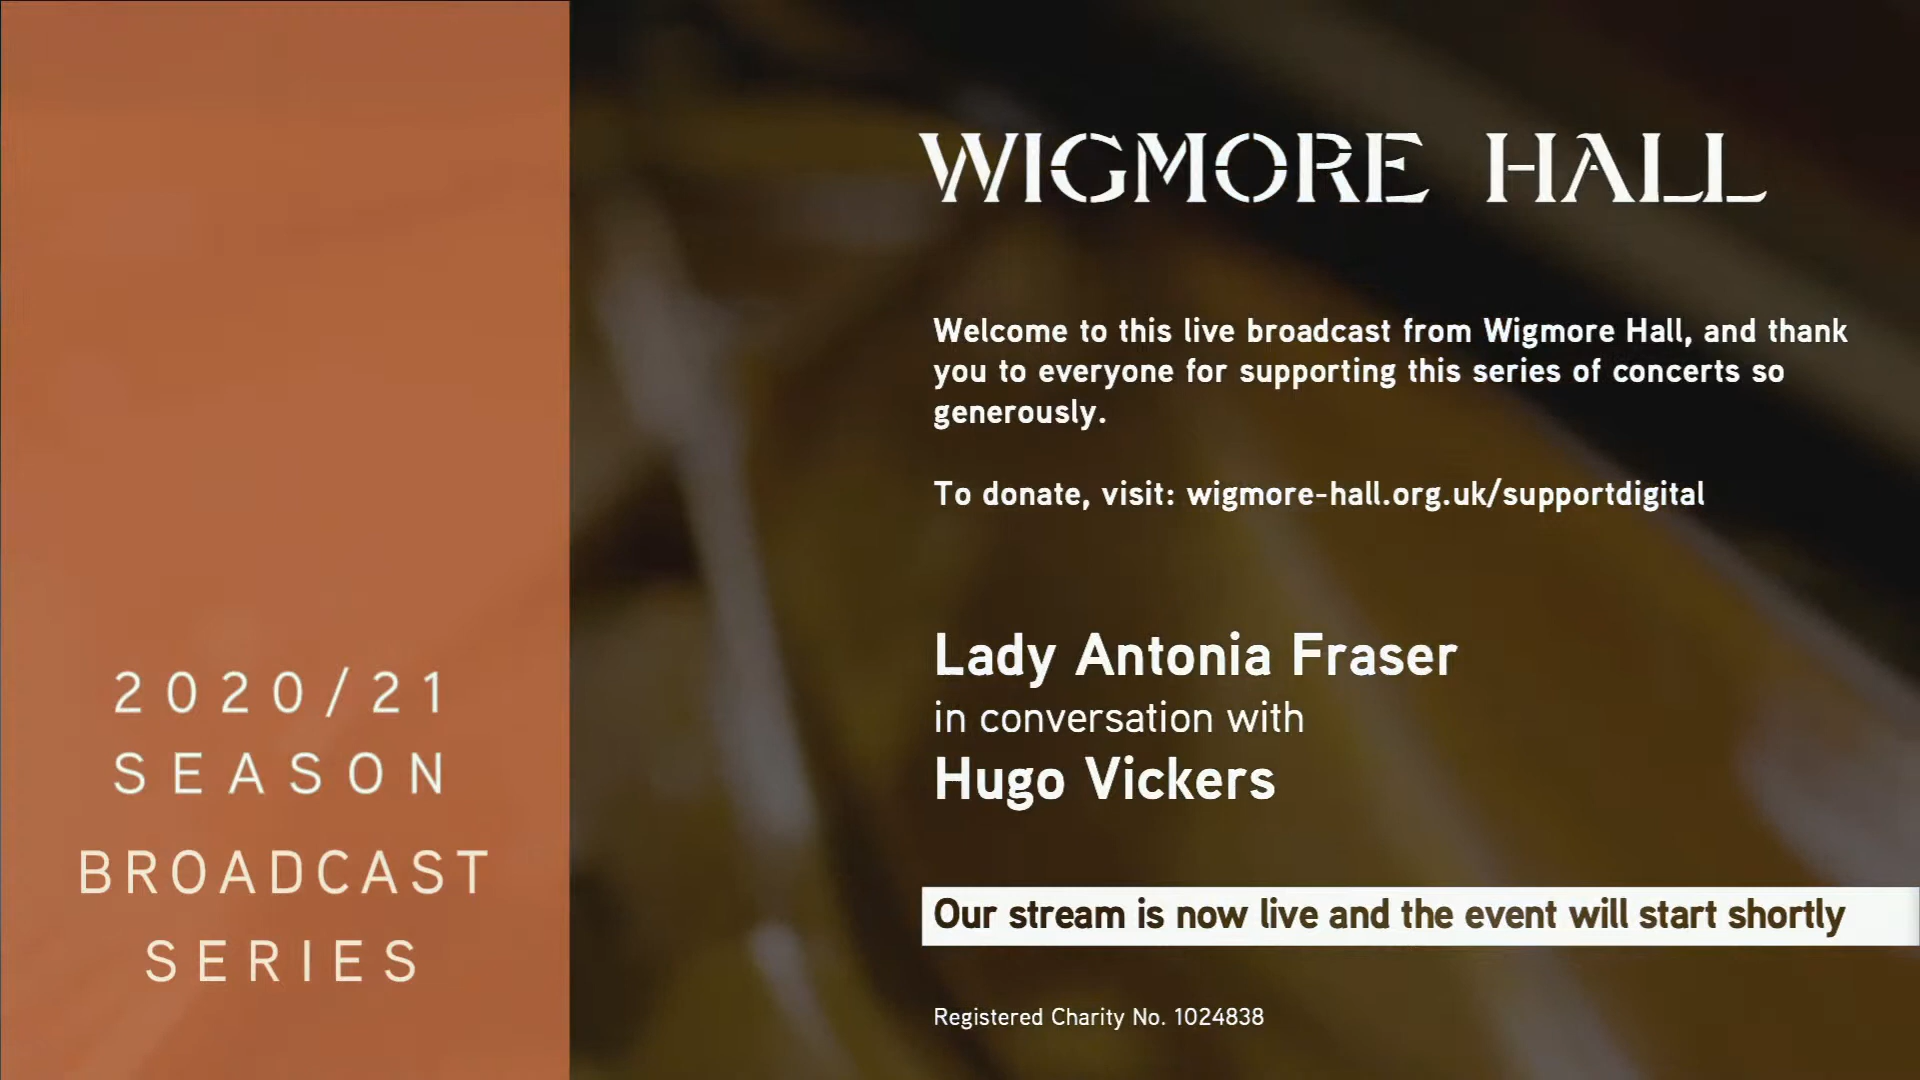 2020/21
SEASON
BROADCAST
SERIES
WIGMORE HALL
Welcome to this live broadcast from Wigmore Hall, and thank
you to everyone for supporting this series of concerts so
generously.
To donate, visit: wigmore-hall.org.uk/supportdigital
Lady Antonia Fraser
in conversation with
Hugo Vickers
Our stream is now live and the event will start shortly
Registered Charity No. 1024838